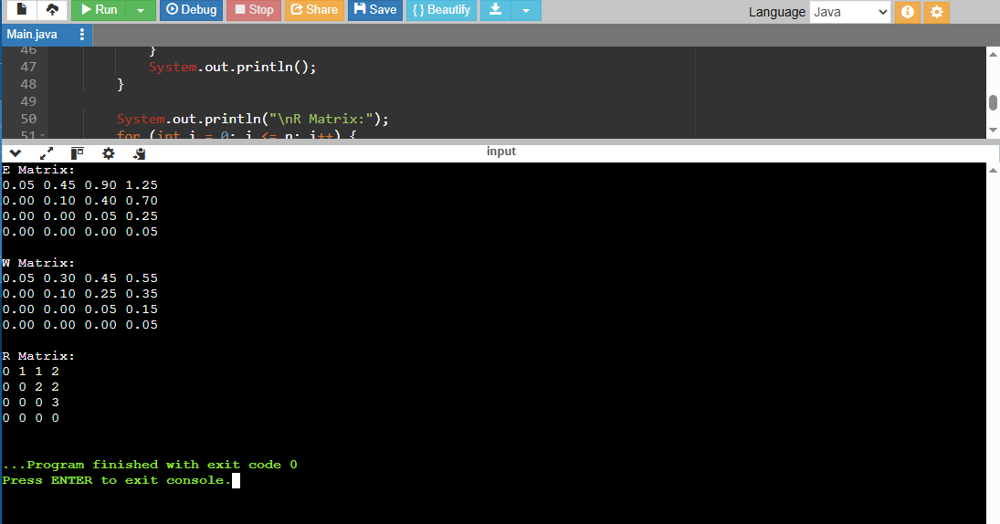 Run Debug Stop Share Save { } Beautify Language Java
Main.java
46 }
47 System.out.println();
48 }
49
50 System.out.println("\nR Matrix:");
51 for (int i = 0; i <= n; i++) {
input
E Matrix:
0.05 0.45 0.90 1.25
0.00 0.10 0.40 0.70
0.00 0.00 0.05 0.25
0.00 0.00 0.00 0.05
W Matrix:
0.05 0.30 0.45 0.55
0.00 0.10 0.25 0.35
0.00 0.00 0.05 0.15
0.00 0.00 0.00 0.05
R Matrix:
0 1 1 2
0 0 2 2
0 0 0 3
0 0 0 0
...Program finished with exit code 0
Press ENTER to exit console.